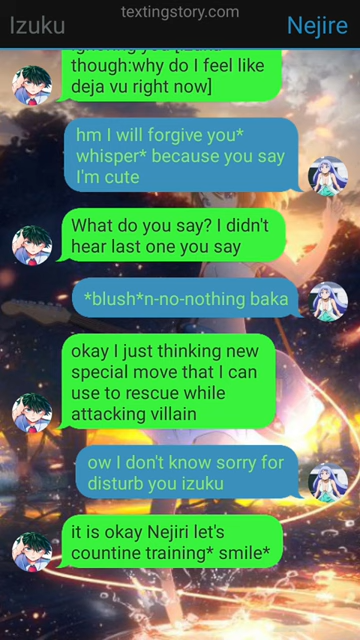 textingstory.com
Izuku
Nejire
though:why do I feel like
deja vu right now]
hm I will forgive you*
whisper* because you say
I'm cute
What do you say? I didn't
hear last one you say
*blush*n-no-nothing baka
okay I just thinking new
special move that I can
use to rescue while
attacking villain
ow I don't know sorry for
disturb you izuku
it is okay Nejiri let's
countine training* smile*